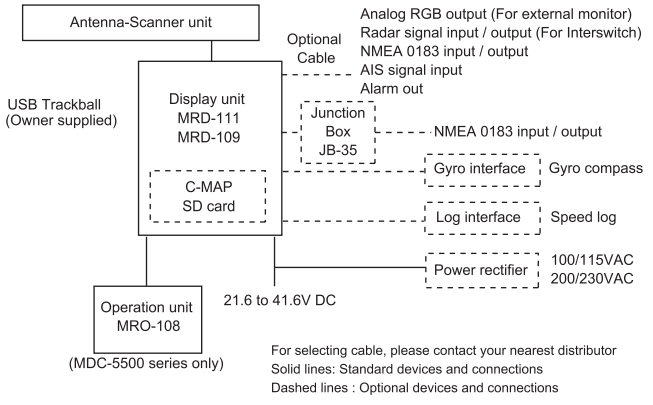 Antenna-Scanner unit
Optional
Cable
Analog RGB output (For external monitor)
Radar signal input / output (For Interswitch)
NMEA 0183 input / output
AIS signal input
Alarm out
USB Trackball
(Owner supplied)
Display unit
MRD-111
MRD-109
Junction
Box
JB-35
NMEA 0183 input / output
C-MAP
SD card
Gyro interface
Gyro compass
Log interface
Speed log
Power rectifier
100/115VAC
200/230VAC
21.6 to 41.6V DC
Operation unit
MRO-108
(MDC-5500 series only)
For selecting cable, please contact your nearest distributor
Solid lines: Standard devices and connections
Dashed lines : Optional devices and connections